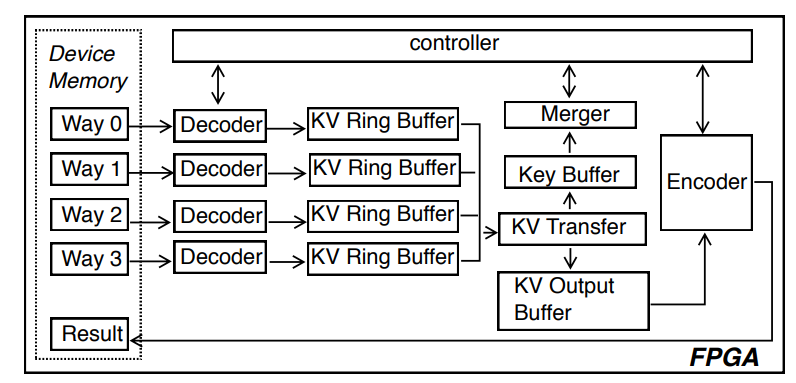 controller
Device
Memory
Way 0
Decoder
KV Ring Buffer
Merger
Way 1
Decoder
KV Ring Buffer
Key Buffer
Encoder
Way 2
Decoder
KV Ring Buffer
KV Transfer
Way 3
Decoder
KV Ring Buffer
KV Output
Buffer
Result
FPGA